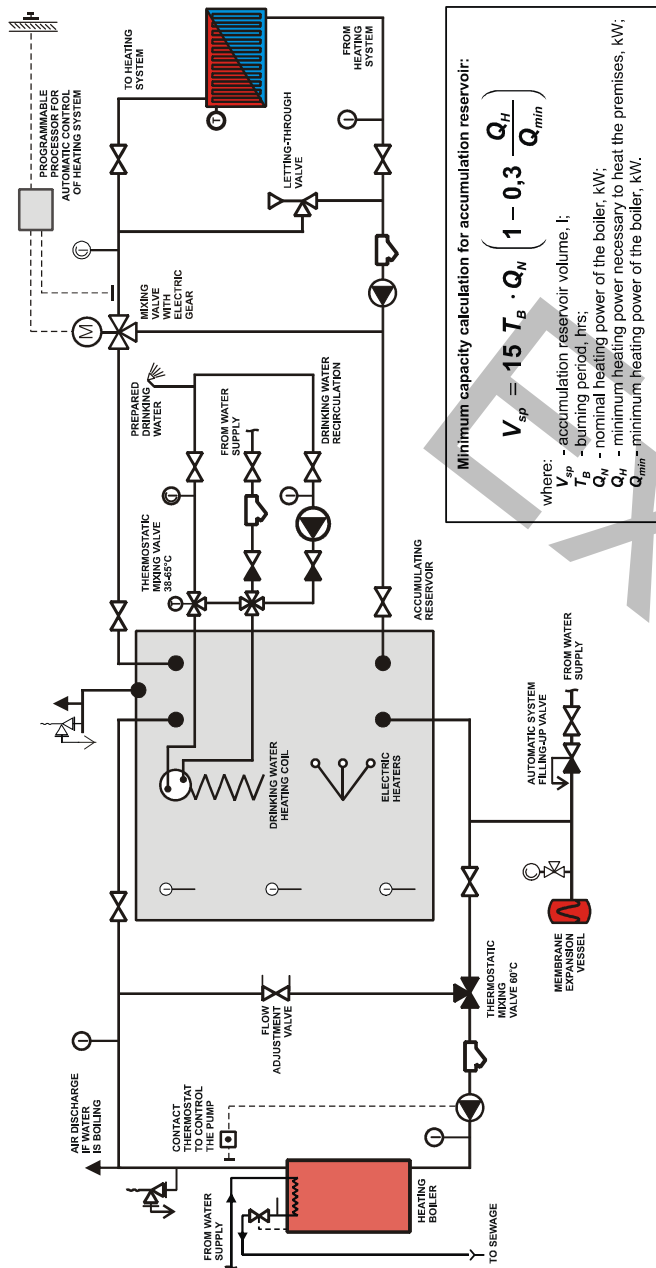 AIR DISCHARGE
IF WATER
IS BOILING
CONTACT
THERMOSTAT
TO CONTROL
THE PUMP
FROM WATER
SUPPLY
HEATING
BOILER
TO SEWAGE
FLOW
ADJUSTMENT
VALVE
THERMOSTATIC
MIXING
VALVE 60°C
MEMBRANE
EXPANSION
VESSEL
AUTOMATIC SYSTEM
FILLING-UP VALVE
FROM WATER
SUPPLY
DRINKING WATER
HEATING COIL
ELECTRIC
HEATERS
ACCUMULATING
RESERVOIR
THERMOSTATIC
MIXING VALVE
38-65°C
PREPARED
DRINKING
WATER
FROM WATER
SUPPLY
DRINKING WATER
RECIRCULATION
M
MIXING
VALVE
WITH
ELECTRIC
GEAR
PROGRAMMABLE
PROCESSOR FOR
AUTOMATIC CONTROL
OF HEATING SYSTEM
LETTING-THROUGH
VALVE
TO HEATING
SYSTEM
T
FROM
HEATING
SYSTEM
Minimum capacity calculation for accumulation reservoir:
V_sp = 15 T_B · Q_N (1 – 0,3 Q_H / Q_min)
where:
V_sp - accumulation reservoir volume, l;
T_B - burning period, hrs;
Q_N - nominal heating power of the boiler, kW;
Q_H - minimum heating power necessary to heat the premises, kW;
Q_min - minimum heating power of the boiler, kW.